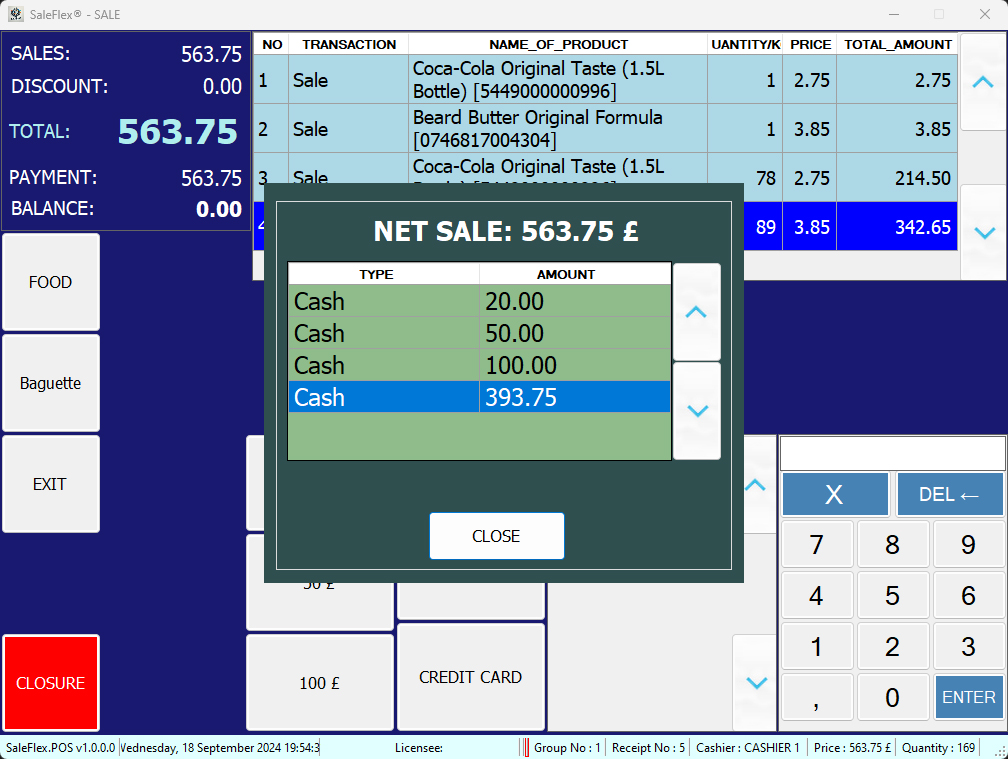 SaleFlex® - SALE
SALES: 563.75
DISCOUNT: 0.00
TOTAL: 563.75
PAYMENT: 563.75
BALANCE: 0.00
NO TRANSACTION NAME_OF_PRODUCT UANTITY/K PRICE TOTAL_AMOUNT
1 Sale Coca-Cola Original Taste (1.5L 1 2.75 2.75
Bottle) [5449000000996]
2 Sale Beard Butter Original Formula 1 3.85 3.85
[0746817004304]
3 Sale Coca-Cola Original Taste (1.5L 78 2.75 214.50
89 3.85 342.65
NET SALE: 563.75 £
TYPE AMOUNT
Cash 20.00
Cash 50.00
Cash 100.00
Cash 393.75
CLOSE
FOOD
Baguette
EXIT
CLOSURE
50 £
100 £
CREDIT CARD
X DEL ←
7 8 9
4 5 6
1 2 3
, 0 ENTER
SaleFlex.POS v1.0.0.0 Wednesday, 18 September 2024 19:54:3 Licensee: Group No : 1 Receipt No : 5 Cashier : CASHIER 1 Price : 563.75 £ Quantity : 169